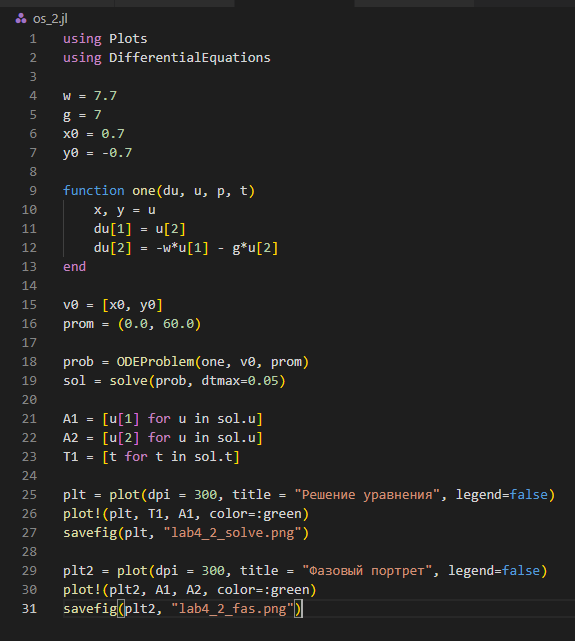 os_2.jl
1 using Plots
2 using DifferentialEquations
3
4 w = 7.7
5 g = 7
6 x0 = 0.7
7 y0 = -0.7
8
9 function one(du, u, p, t)
10     x, y = u
11     du[1] = u[2]
12     du[2] = -w*u[1] - g*u[2]
13 end
14
15 v0 = [x0, y0]
16 prom = (0.0, 60.0)
17
18 prob = ODEProblem(one, v0, prom)
19 sol = solve(prob, dtmax=0.05)
20
21 A1 = [u[1] for u in sol.u]
22 A2 = [u[2] for u in sol.u]
23 T1 = [t for t in sol.t]
24
25 plt = plot(dpi = 300, title = "Решение уравнения", legend=false)
26 plot!(plt, T1, A1, color=:green)
27 savefig(plt, "lab4_2_solve.png")
28
29 plt2 = plot(dpi = 300, title = "Фазовый портрет", legend=false)
30 plot!(plt2, A1, A2, color=:green)
31 savefig(plt2, "lab4_2_fas.png")